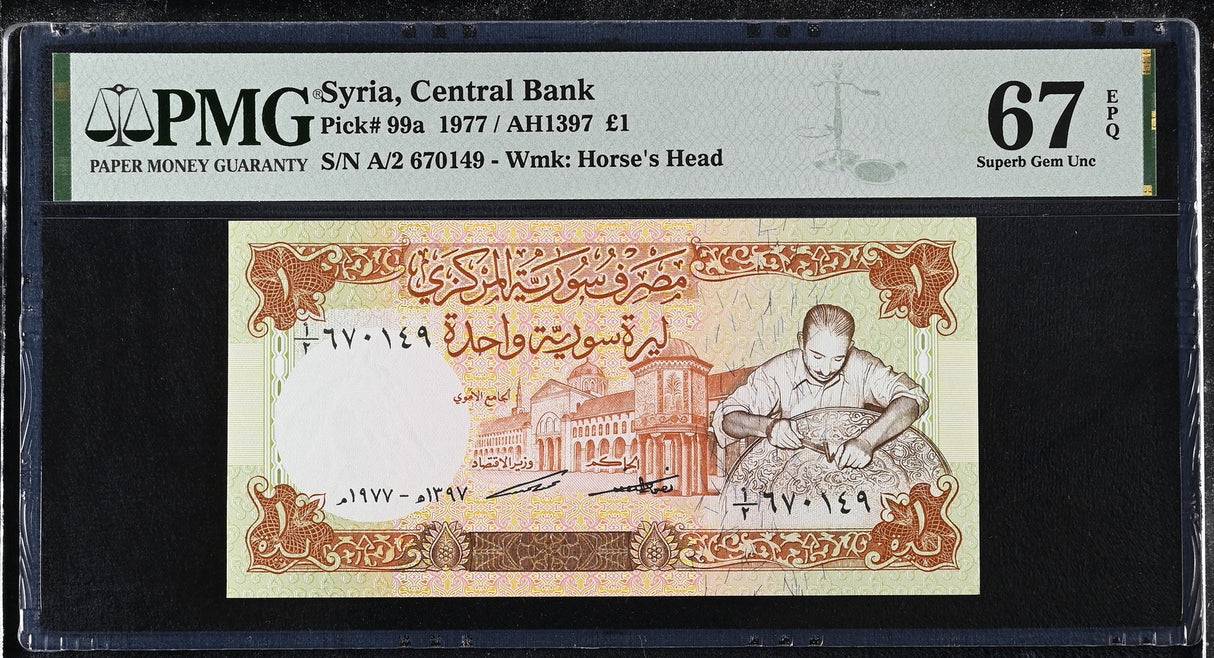 PMG®
PAPER MONEY GUARANTY
Syria, Central Bank
Pick# 99a 1977 / AH1397 £1
S/N A/2 670149 - Wmk: Horse's Head
67
EPQ
Superb Gem Unc
مصرف سورية المركزي
١ ١
ليرة سورية واحدة
١/٢ ٦٧٠١٤٩
الجامع الأموي
وزير الاقتصاد الحاكم
١٣٩٧هـ - ١٩٧٧م
١/٢ ٦٧٠١٤٩
ليرة ليرة